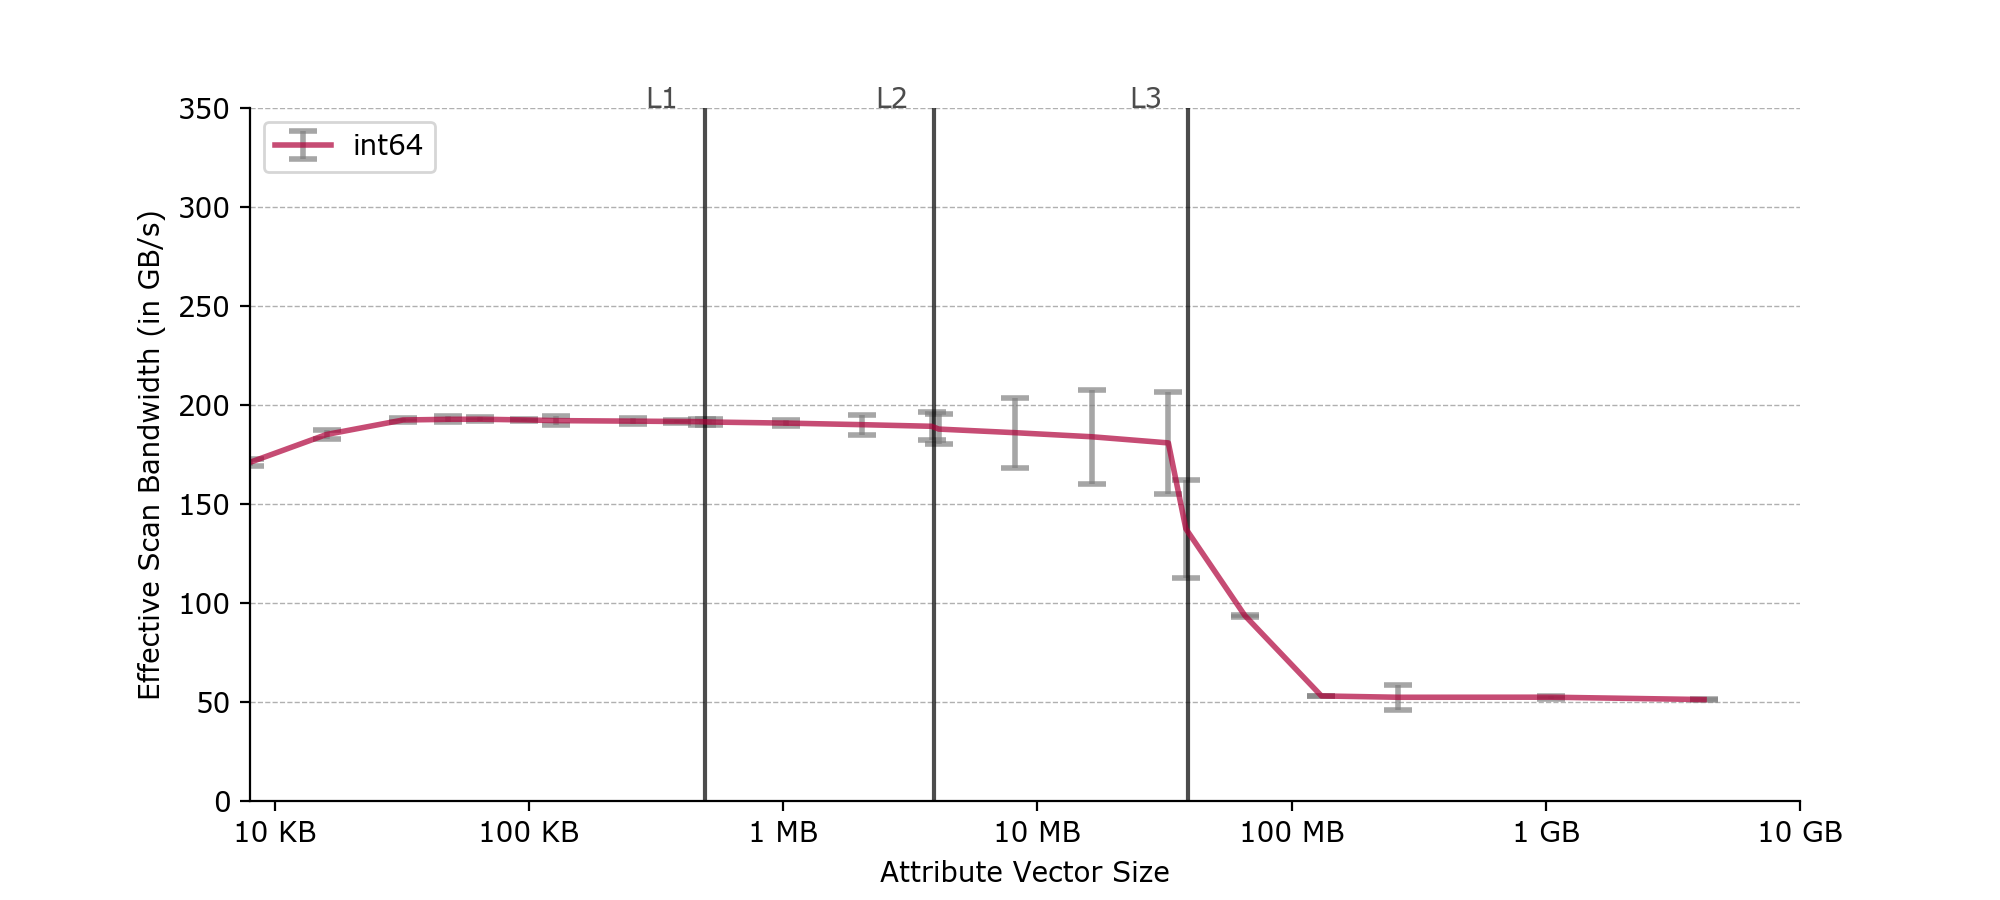 L1 L2 L3
int64
350
300
250
200
150
100
50
0
Effective Scan Bandwidth (in GB/s)
10 KB 100 KB 1 MB 10 MB 100 MB 1 GB 10 GB
Attribute Vector Size